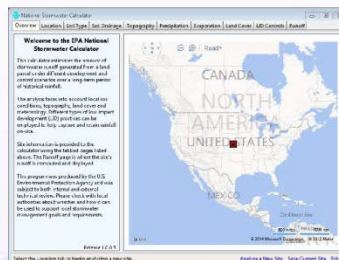 National Stormwater Calculator
Overview Location Soil Type Soil Drainage Topography Precipitation Evaporation Land Cover LID Controls Runoff
Welcome to the EPA National
Stormwater Calculator
This calculator estimates the amount of
stormwater runoff generated from a land
parcel under different development and
control scenarios over a long-term period
of historical rainfall.
The analysis takes into account local soil
conditions, topography, land cover and
meteorology. Different types of low impact
development (LID) practices can be
employed to help capture and retain rainfall
on-site.
Site information is provided to the
calculator using the tabbed pages listed
above. The Runoff page is where the site's
runoff is computed and displayed.
This program was produced by the U.S.
Environmental Protection Agency and was
subject to both internal and external
technical review. Please check with local
authorities about whether and how it can
be used to support local stormwater
management goals and requirements.
Release 1.
Road
CANADA
NORTH
AMERICA
UNITED STATES
MEXICO
Caribbean Sea
Select the Location tab to begin analyzing a new site.
Analyze a New Site Save Current Site Exit